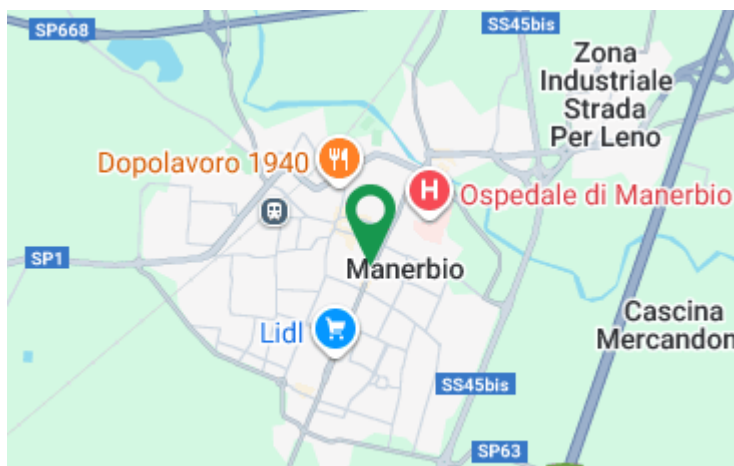 SP668
SS45bis
Zona
Industriale
Strada
Per Leno
Dopolavoro 1940
H
Ospedale di Manerbio
SP1
Manerbio
Cascina
Mercandon
Lidl
SS45bis
SP63